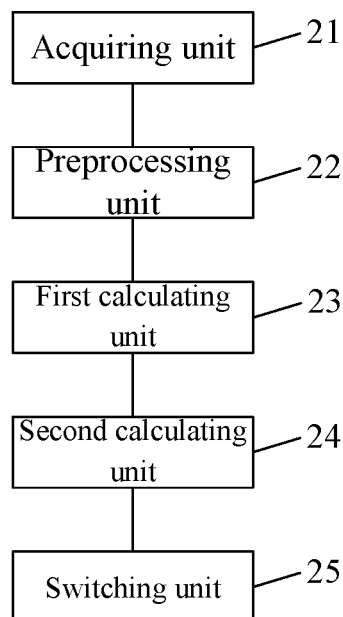 Acquiring unit
21
Preprocessing
unit
22
First calculating
unit
23
Second calculating
unit
24
Switching unit
25